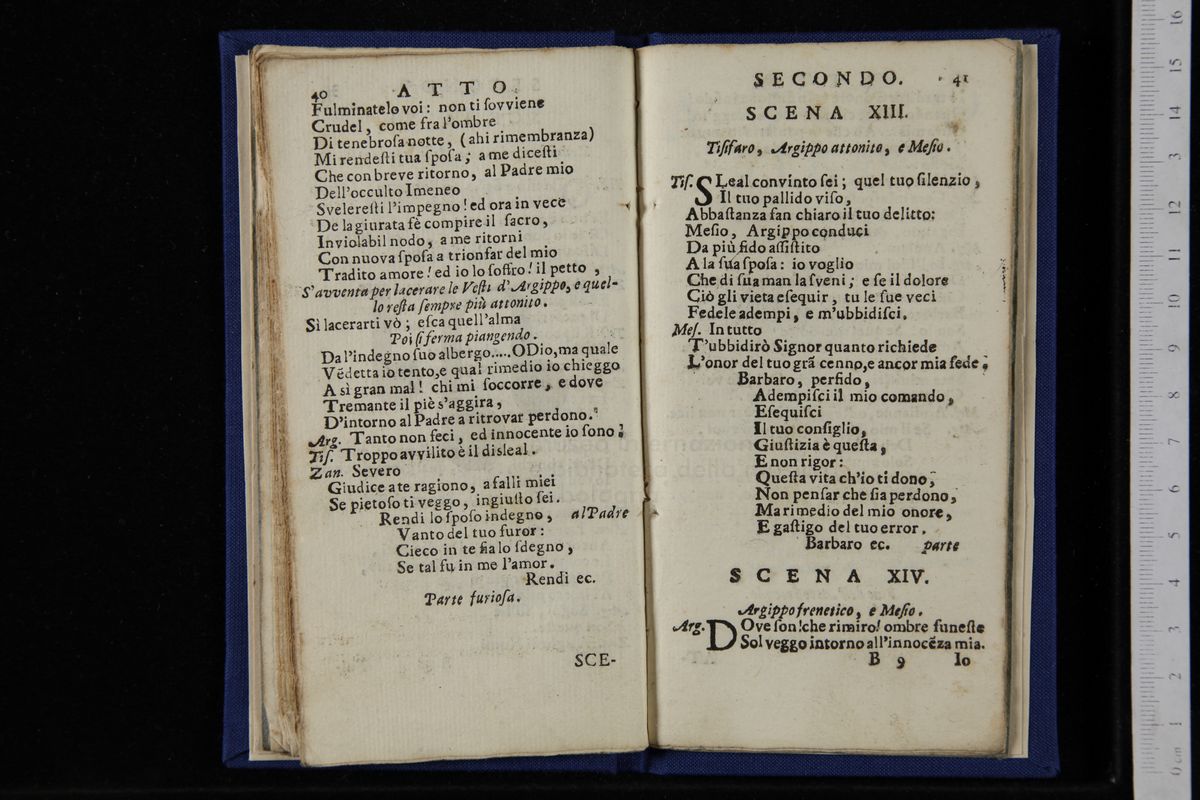 40 ATTO
Fulminatelo voi: non ti ſovviene
Crudel, come fra l'ombre
Di tenebroſa notte, (ahi rimembranza)
Mi rendeſti tua ſpoſa; a me diceſti
Che con breve ritorno, al Padre mio
Dell'occulto Imeneo
Svelereſti l'impegno! ed ora in vece
De la giurata fè compire il ſacro,
Inviolabil nodo, a me ritorni
Con nuova ſpoſa a trionfar del mio
Tradito amore! ed io lo ſoffro! il petto,
S'avventa per lacerare le Veſti d'Argippo, e quel-
lo reſta ſempre più attonito.
Sì lacerarti vò; eſca quell'alma
Poi ſi ferma piangendo.
Da l'indegno ſuo albergo.....O Dio, ma quale
Vẽdetta io tento, e qual rimedio io chieggo
A sì gran mal! chi mi ſoccorre, e dove
Tremante il piè s'aggira,
D'intorno al Padre a ritrovar perdono.
Arg. Tanto non feci, ed innocente io ſono.
Tiſ. Troppo avvilito è il disleal.
Zan. Severo
Giudice a te ragiono, a falli miei
Se pietoſo ti veggo, ingiuſto ſei.
Rendi lo ſpoſo indegno, al Padre
Vanto del tuo furor:
Cieco in te ſia lo ſdegno,
Se tal fu in me l'amor.
Rendi ec.
Parte furioſa.
SCE-
SECONDO. 41
SCENA XIII.
Tiſifaro, Argippo attonito, e Meſio.
Tiſ. SLeal convinto ſei; quel tuo ſilenzio,
Il tuo pallido viſo,
Abbaſtanza fan chiaro il tuo delitto:
Meſio, Argippo conduci
Da più fido aſſiſtito
A la ſua ſpoſa: io voglio
Che di ſua man la ſveni; e ſe il dolore
Ciò gli vieta eſequir, tu le ſue veci
Fedele adempi, e m'ubbidiſci.
Meſ. In tutto
T'ubbidirò Signor quanto richiede
L'onor del tuo grã cenno, e ancor mia fede.
Barbaro, perfido,
Adempiſci il mio comando,
Eſequiſci
Il tuo conſiglio,
Giuſtizia è queſta,
E non rigor:
Queſta vita ch'io ti dono,
Non penſar che ſia perdono,
Ma rimedio del mio onore,
E gaſtigo del tuo error.
Barbaro ec. parte
SCENA XIV.
Argippo frenetico, e Meſio.
Arg. DOve ſon! che rimiro! ombre funeſte
Sol veggo intorno all'innocẽza mia.
B 9 Io